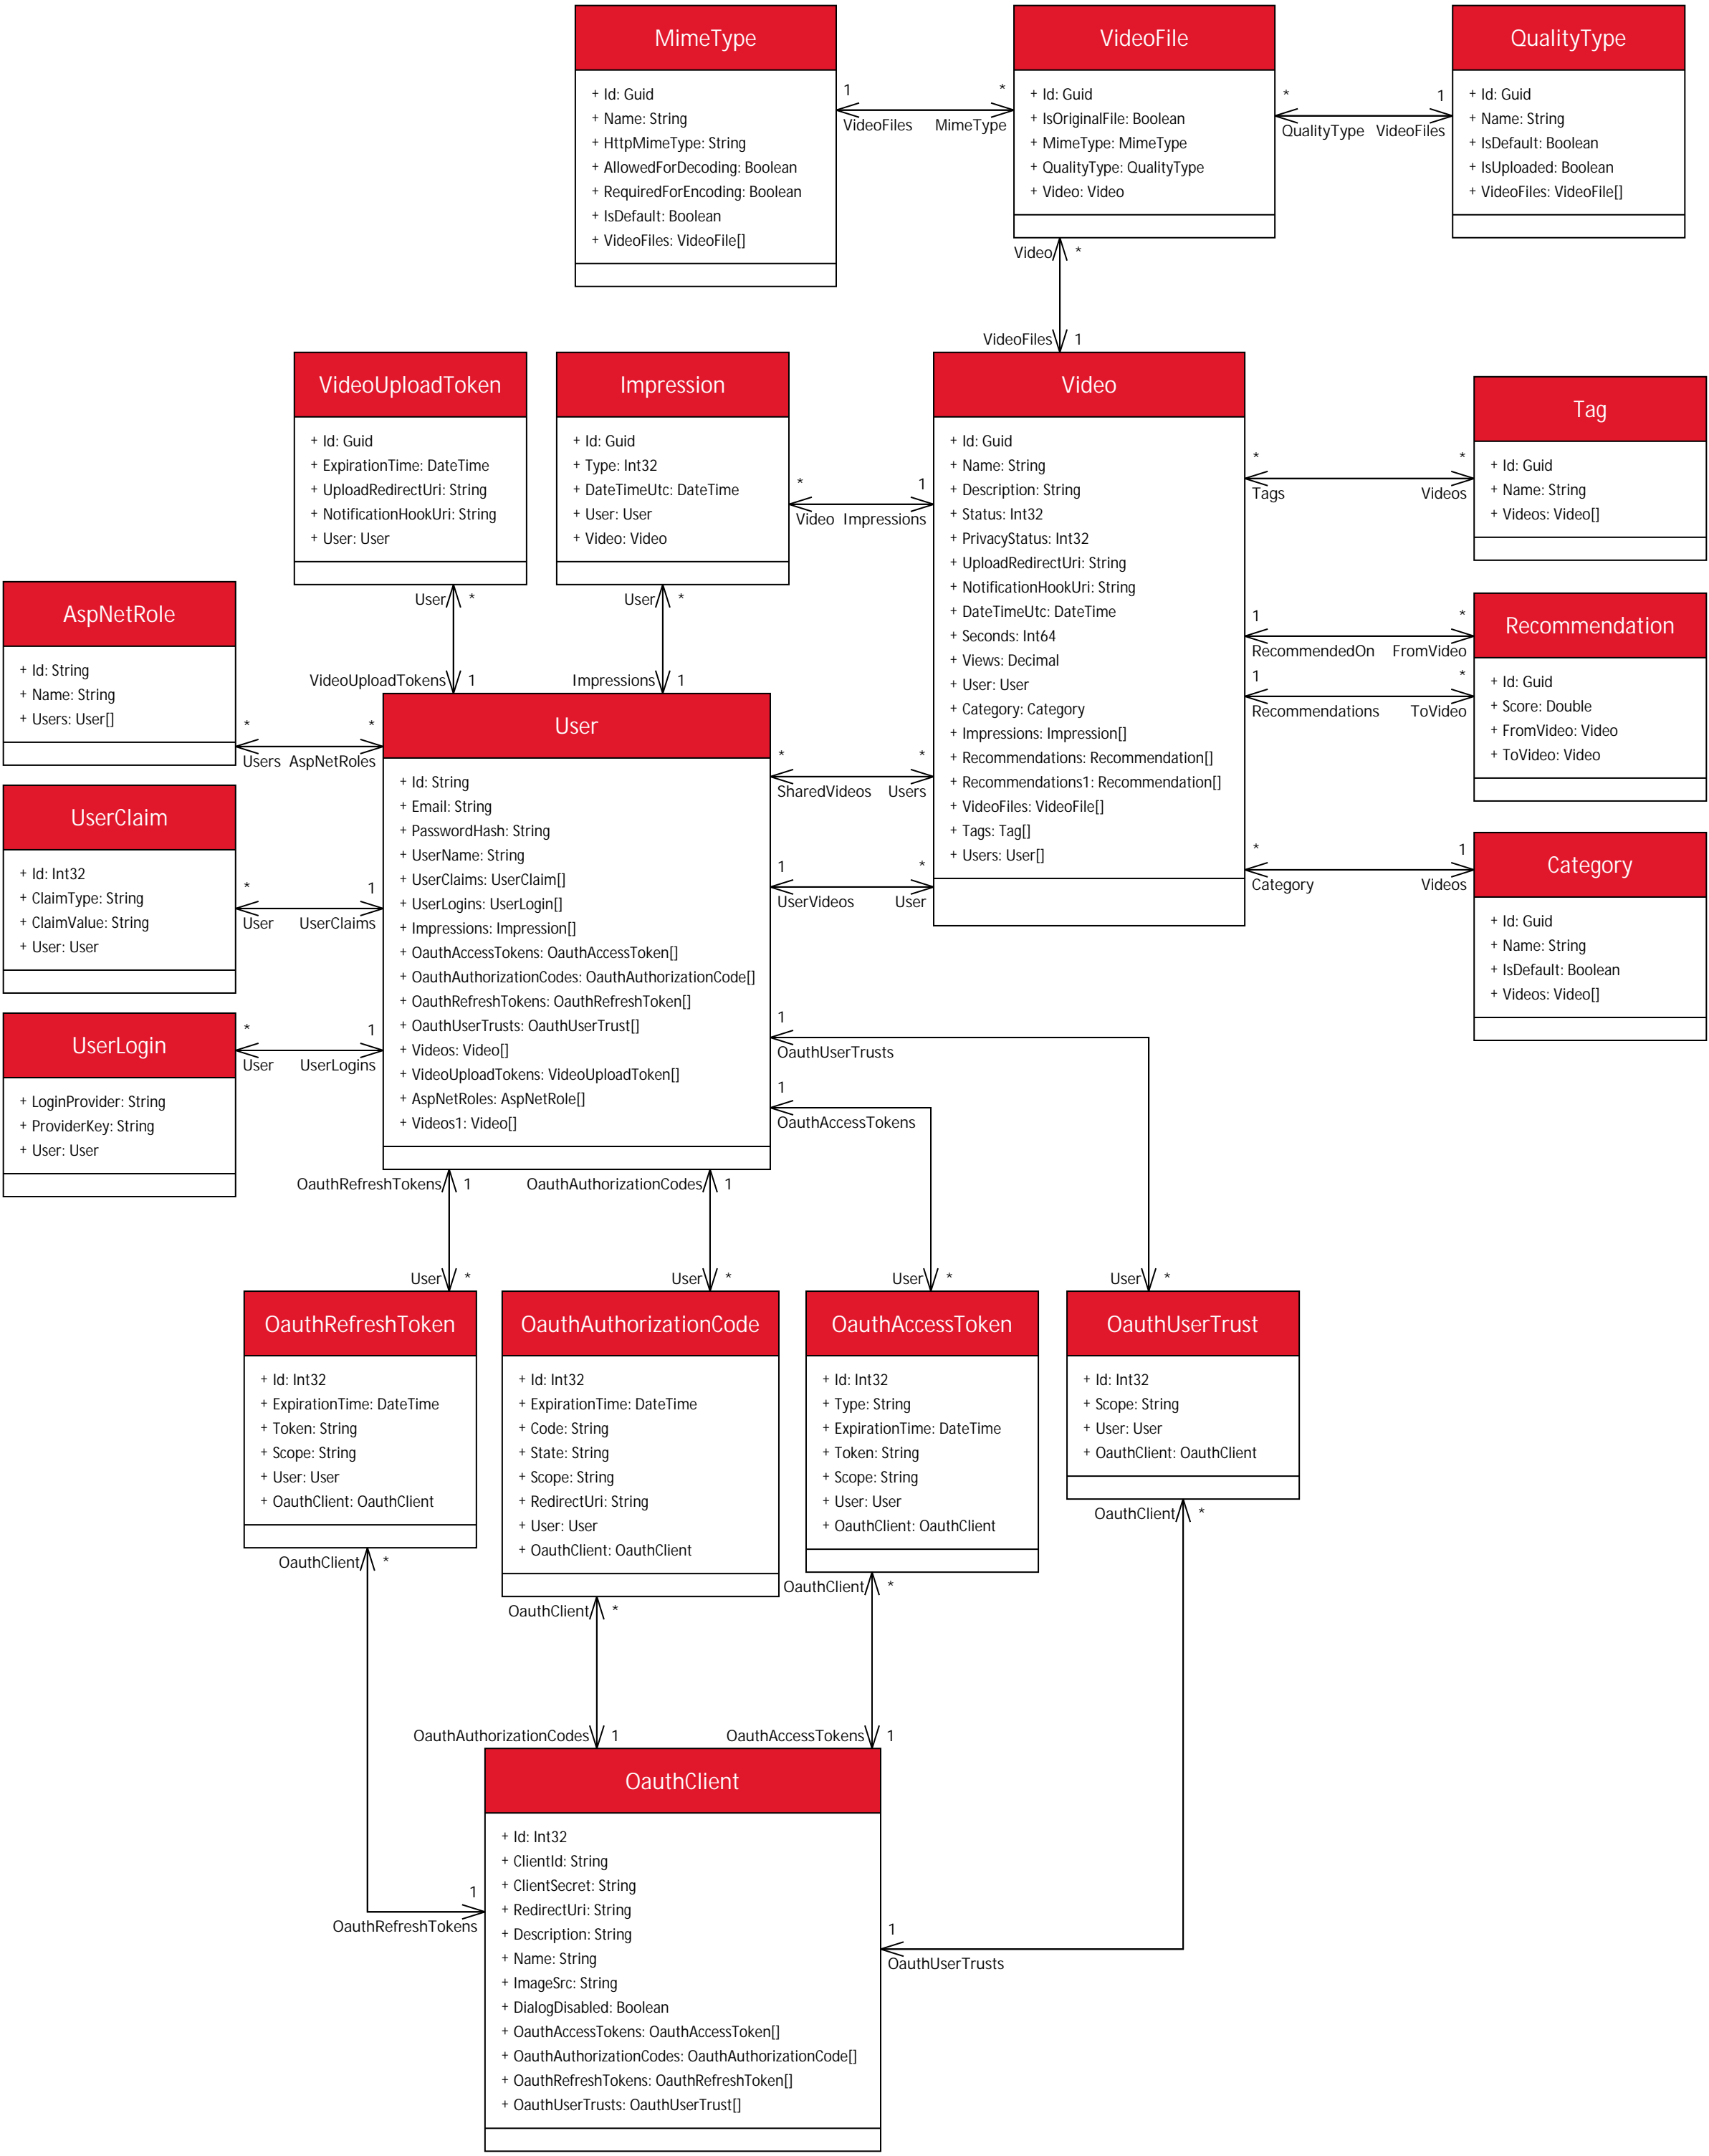 MimeType
+ Id: Guid
+ Name: String
+ HttpMimeType: String
+ AllowedForDecoding: Boolean
+ RequiredForEncoding: Boolean
+ IsDefault: Boolean
+ VideoFiles: VideoFile[]
1
*
VideoFiles
MimeType
VideoFile
+ Id: Guid
+ IsOriginalFile: Boolean
+ MimeType: MimeType
+ QualityType: QualityType
+ Video: Video
*
1
QualityType
VideoFiles
QualityType
+ Id: Guid
+ Name: String
+ IsDefault: Boolean
+ IsUploaded: Boolean
+ VideoFiles: VideoFile[]
Video
*
VideoFiles
1
VideoUploadToken
+ Id: Guid
+ ExpirationTime: DateTime
+ UploadRedirectUri: String
+ NotificationHookUri: String
+ User: User
User
*
VideoUploadTokens
1
Impression
+ Id: Guid
+ Type: Int32
+ DateTimeUtc: DateTime
+ User: User
+ Video: Video
User
*
Impressions
1
*
1
Video
Impressions
Video
+ Id: Guid
+ Name: String
+ Description: String
+ Status: Int32
+ PrivacyStatus: Int32
+ UploadRedirectUri: String
+ NotificationHookUri: String
+ DateTimeUtc: DateTime
+ Seconds: Int64
+ Views: Decimal
+ User: User
+ Category: Category
+ Impressions: Impression[]
+ Recommendations: Recommendation[]
+ Recommendations1: Recommendation[]
+ VideoFiles: VideoFile[]
+ Tags: Tag[]
+ Users: User[]
*
*
Tags
Videos
Tag
+ Id: Guid
+ Name: String
+ Videos: Video[]
1
*
RecommendedOn
FromVideo
1
*
Recommendations
ToVideo
Recommendation
+ Id: Guid
+ Score: Double
+ FromVideo: Video
+ ToVideo: Video
*
1
Category
Videos
Category
+ Id: Guid
+ Name: String
+ IsDefault: Boolean
+ Videos: Video[]
AspNetRole
+ Id: String
+ Name: String
+ Users: User[]
*
*
Users
AspNetRoles
UserClaim
+ Id: Int32
+ ClaimType: String
+ ClaimValue: String
+ User: User
*
1
User
UserClaims
UserLogin
+ LoginProvider: String
+ ProviderKey: String
+ User: User
*
1
User
UserLogins
User
+ Id: String
+ Email: String
+ PasswordHash: String
+ UserName: String
+ UserClaims: UserClaim[]
+ UserLogins: UserLogin[]
+ Impressions: Impression[]
+ OauthAccessTokens: OauthAccessToken[]
+ OauthAuthorizationCodes: OauthAuthorizationCode[]
+ OauthRefreshTokens: OauthRefreshToken[]
+ OauthUserTrusts: OauthUserTrust[]
+ Videos: Video[]
+ VideoUploadTokens: VideoUploadToken[]
+ AspNetRoles: AspNetRole[]
+ Videos1: Video[]
*
*
SharedVideos
Users
1
*
UserVideos
User
1
OauthUserTrusts
1
OauthAccessTokens
OauthRefreshTokens
1
OauthAuthorizationCodes
1
User
*
User
*
User
*
User
*
OauthRefreshToken
+ Id: Int32
+ ExpirationTime: DateTime
+ Token: String
+ Scope: String
+ User: User
+ OauthClient: OauthClient
OauthClient
*
OauthAuthorizationCode
+ Id: Int32
+ ExpirationTime: DateTime
+ Code: String
+ State: String
+ Scope: String
+ RedirectUri: String
+ User: User
+ OauthClient: OauthClient
OauthClient
*
OauthAccessToken
+ Id: Int32
+ Type: String
+ ExpirationTime: DateTime
+ Token: String
+ Scope: String
+ User: User
+ OauthClient: OauthClient
OauthClient
*
OauthUserTrust
+ Id: Int32
+ Scope: String
+ User: User
+ OauthClient: OauthClient
OauthClient
*
OauthAuthorizationCodes
1
OauthAccessTokens
1
1
OauthRefreshTokens
OauthClient
+ Id: Int32
+ ClientId: String
+ ClientSecret: String
+ RedirectUri: String
+ Description: String
+ Name: String
+ ImageSrc: String
+ DialogDisabled: Boolean
+ OauthAccessTokens: OauthAccessToken[]
+ OauthAuthorizationCodes: OauthAuthorizationCode[]
+ OauthRefreshTokens: OauthRefreshToken[]
+ OauthUserTrusts: OauthUserTrust[]
1
OauthUserTrusts